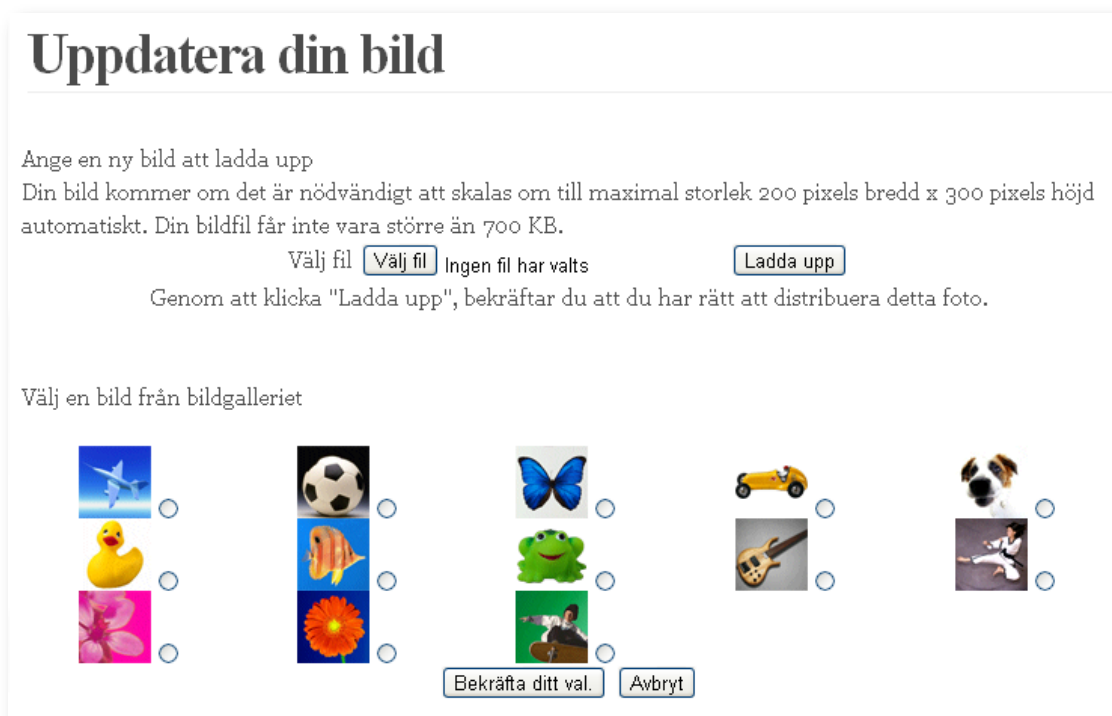 Uppdatera din bild
Ange en ny bild att ladda upp
Din bild kommer om det är nödvändigt att skalas om till maximal storlek 200 pixels bredd x 300 pixels höjd
automatiskt. Din bildfil får inte vara större än 700 KB.
Välj fil Välj fil Ingen fil har valts Ladda upp
Genom att klicka "Ladda upp", bekräftar du att du har rätt att distribuera detta foto.
Välj en bild från bildgalleriet
Bekräfta ditt val. Avbryt